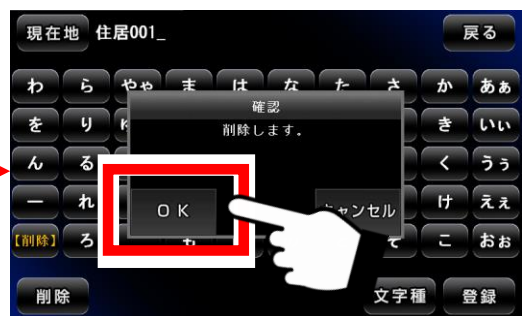 現在地 住居001_ 戻る
わ ら やゃ ま は な た さ か あぁ
確認
削除します。
を り き いぃ
ん る く うぅ
ー れ け えぇ
OK キャンセル
【削除】 ろ も そ こ おぉ
削除 文字種 登録